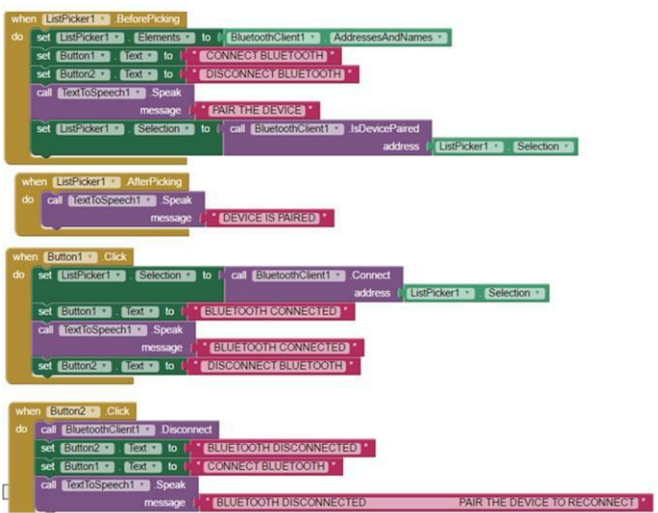 when ListPicker1 .BeforePicking
do set ListPicker1 . Elements to BluetoothClient1 . AddressesAndNames
set Button1 . Text to " CONNECT BLUETOOTH "
set Button2 . Text to " DISCONNECT BLUETOOTH "
call TextToSpeech1 .Speak
message " PAIR THE DEVICE "
set ListPicker1 . Selection to call BluetoothClient1 .IsDevicePaired
address ListPicker1 . Selection
when ListPicker1 .AfterPicking
do call TextToSpeech1 .Speak
message " DEVICE IS PAIRED "
when Button1 .Click
do set ListPicker1 . Selection to call BluetoothClient1 .Connect
address ListPicker1 . Selection
set Button1 . Text to " BLUETOOTH CONNECTED "
call TextToSpeech1 .Speak
message " BLUETOOTH CONNECTED "
set Button2 . Text to " DISCONNECT BLUETOOTH "
when Button2 .Click
do call BluetoothClient1 .Disconnect
set Button2 . Text to " BLUETOOTH DISCONNECTED "
set Button1 . Text to " CONNECT BLUETOOTH "
call TextToSpeech1 .Speak
message " BLUETOOTH DISCONNECTED PAIR THE DEVICE TO RECONNECT "